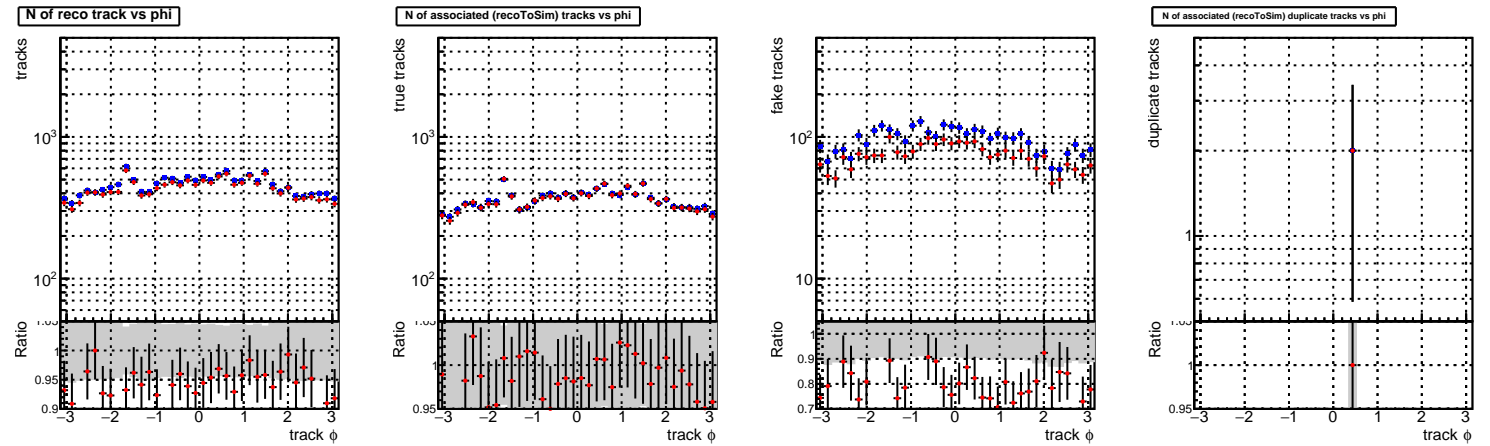 N of reco track vs phi
tracks
10³
10²
Ratio
1.05
1
0.95
0.9
−3 −2 −1 0 1 2 3
track ϕ
N of associated (recoToSim) tracks vs phi
true tracks
10³
10²
Ratio
1
0.95
−3 −2 −1 0 1 2 3
track ϕ
fake tracks
10²
10
Ratio
1
0.9
0.8
0.7
−3 −2 −1 0 1 2 3
track ϕ
N of associated (recoToSim) duplicate tracks vs phi
duplicate tracks
1
Ratio
1
0.95
−3 −2 −1 0 1 2 3
track ϕ